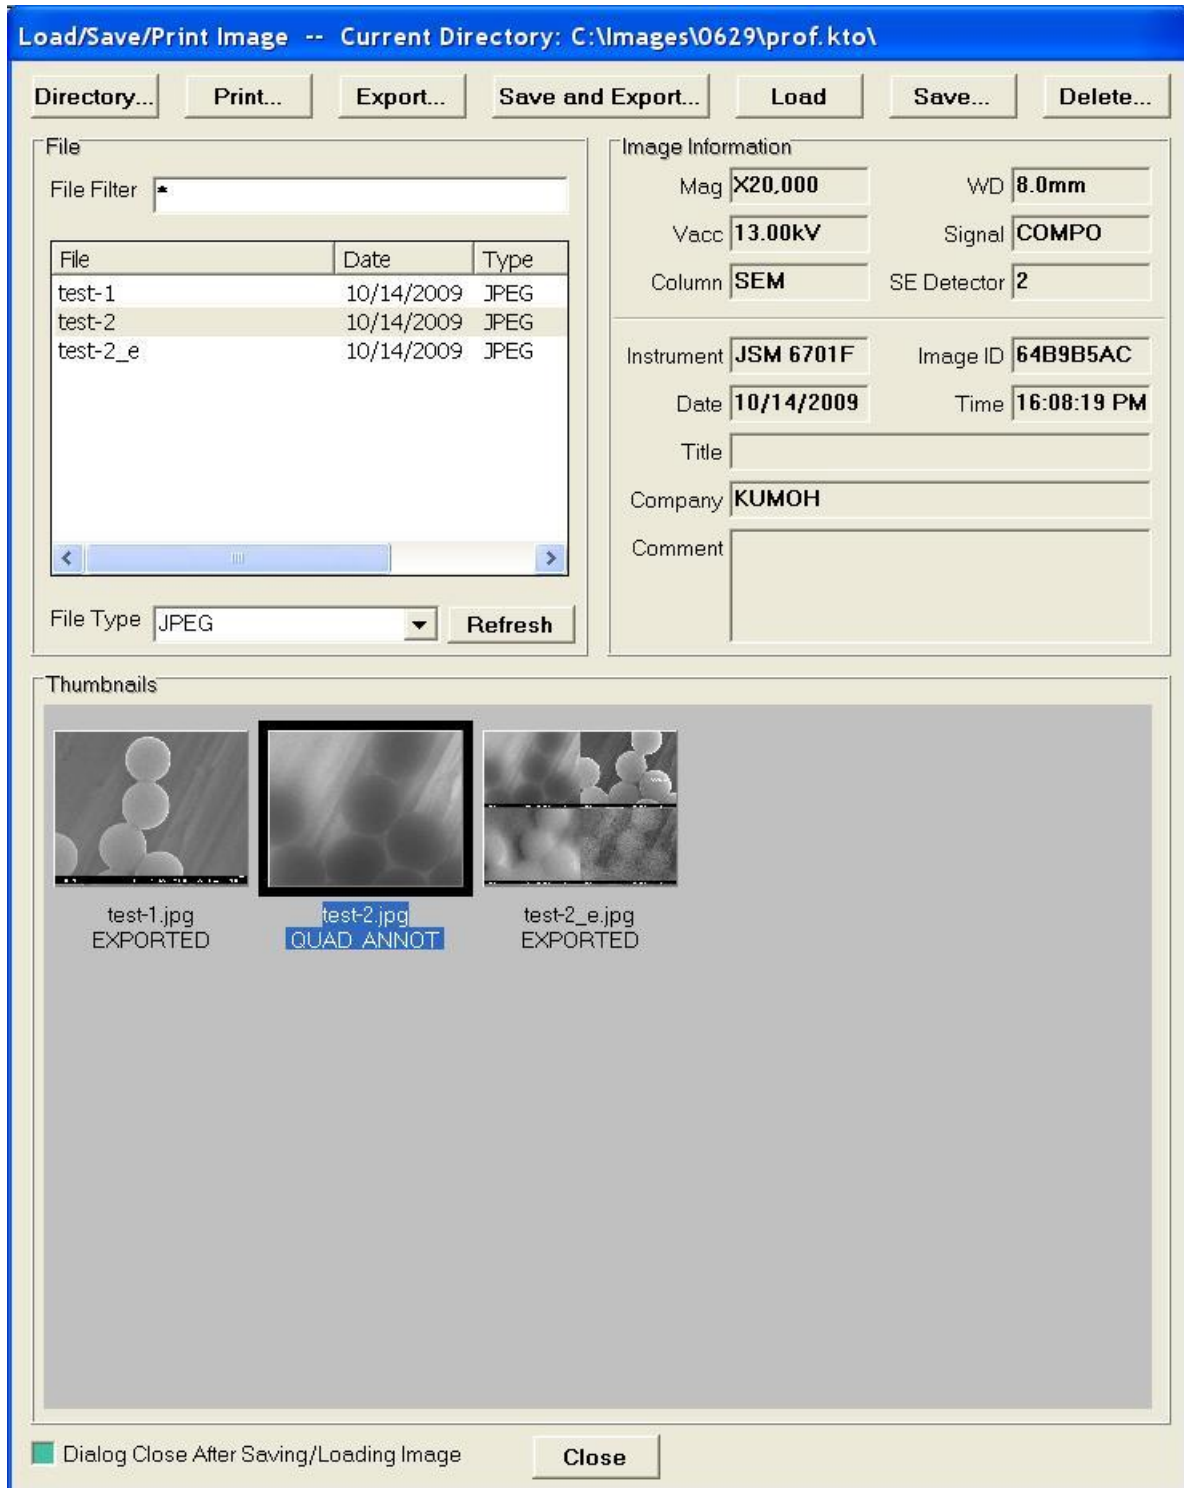 Load/Save/Print Image -- Current Directory: C:\Images\0629\prof.kto\
Directory... Print... Export... Save and Export... Load Save... Delete...
File
File Filter *
File Date Type
test-1 10/14/2009 JPEG
test-2 10/14/2009 JPEG
test-2_e 10/14/2009 JPEG
File Type JPEG Refresh
Image Information
Mag X20,000 WD 8.0mm
Vacc 13.00kV Signal COMPO
Column SEM SE Detector 2
Instrument JSM 6701F Image ID 64B9B5AC
Date 10/14/2009 Time 16:08:19 PM
Title
Company KUMOH
Comment
Thumbnails
test-1.jpg
EXPORTED
test-2.jpg
QUAD ANNOT
test-2_e.jpg
EXPORTED
Dialog Close After Saving/Loading Image Close